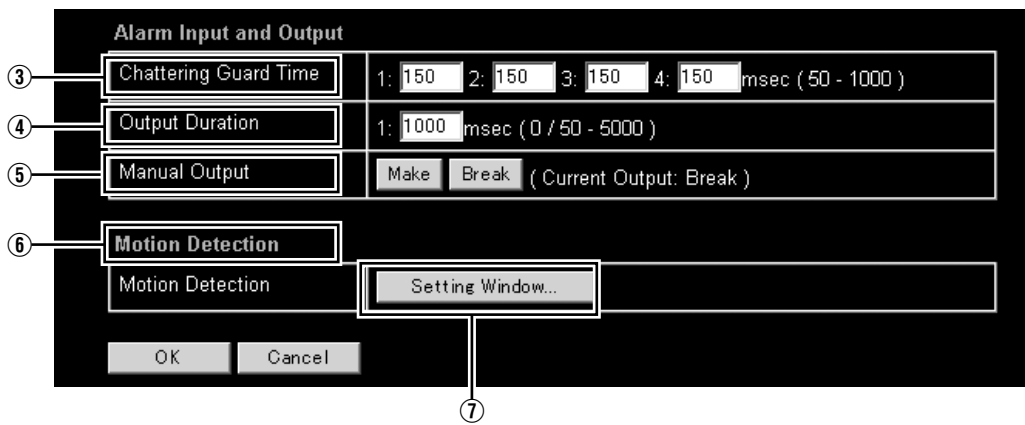 Alarm Input and Output
③ Chattering Guard Time 1: 150 2: 150 3: 150 4: 150 msec ( 50 - 1000 )
④ Output Duration 1: 1000 msec ( 0 / 50 - 5000 )
⑤ Manual Output Make Break ( Current Output: Break )
⑥ Motion Detection
Motion Detection Setting Window...
OK Cancel
⑦